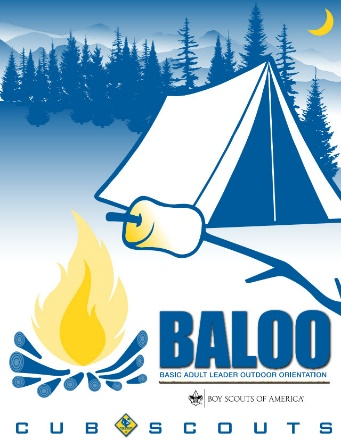 BALOO
BASIC ADULT LEADER OUTDOOR ORIENTATION
BOY SCOUTS OF AMERICA
CUB SCOUTS